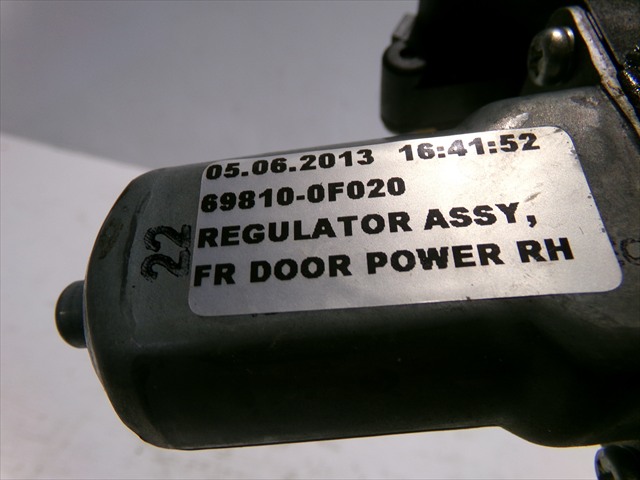 05.06.2013 16:41:52
69810-0F020
REGULATOR ASSY,
FR DOOR POWER RH
22